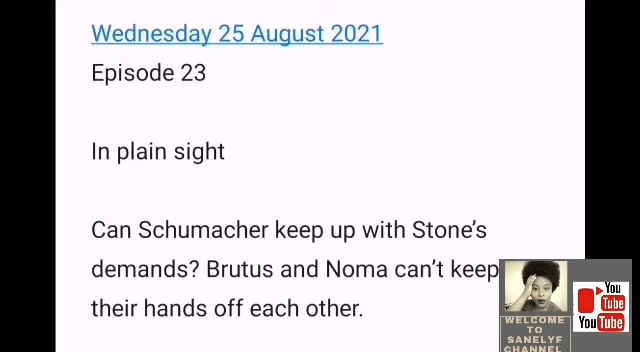 Wednesday 25 August 2021
Episode 23
In plain sight
Can Schumacher keep up with Stone's
demands? Brutus and Noma can't keep
their hands off each other.
WELCOME
TO
SANELYF
CHANNEL
You
Tube
YouTube